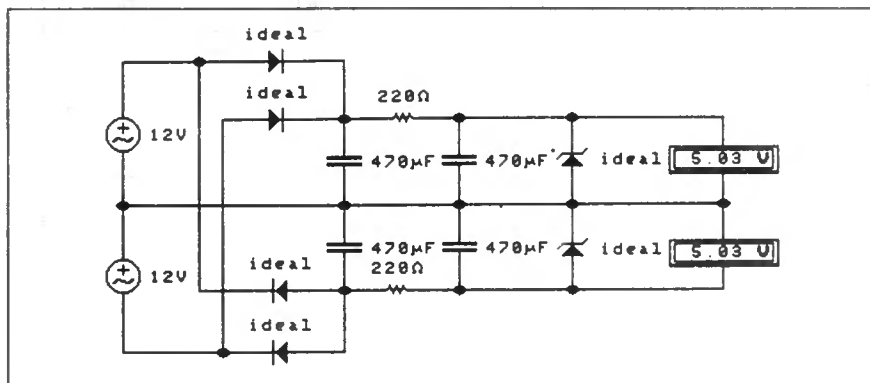 ideal
ideal
220Ω
12V
470µF
470µF
ideal
5.03 V
470µF
470µF
ideal
5.03 V
220Ω
12V
ideal
ideal